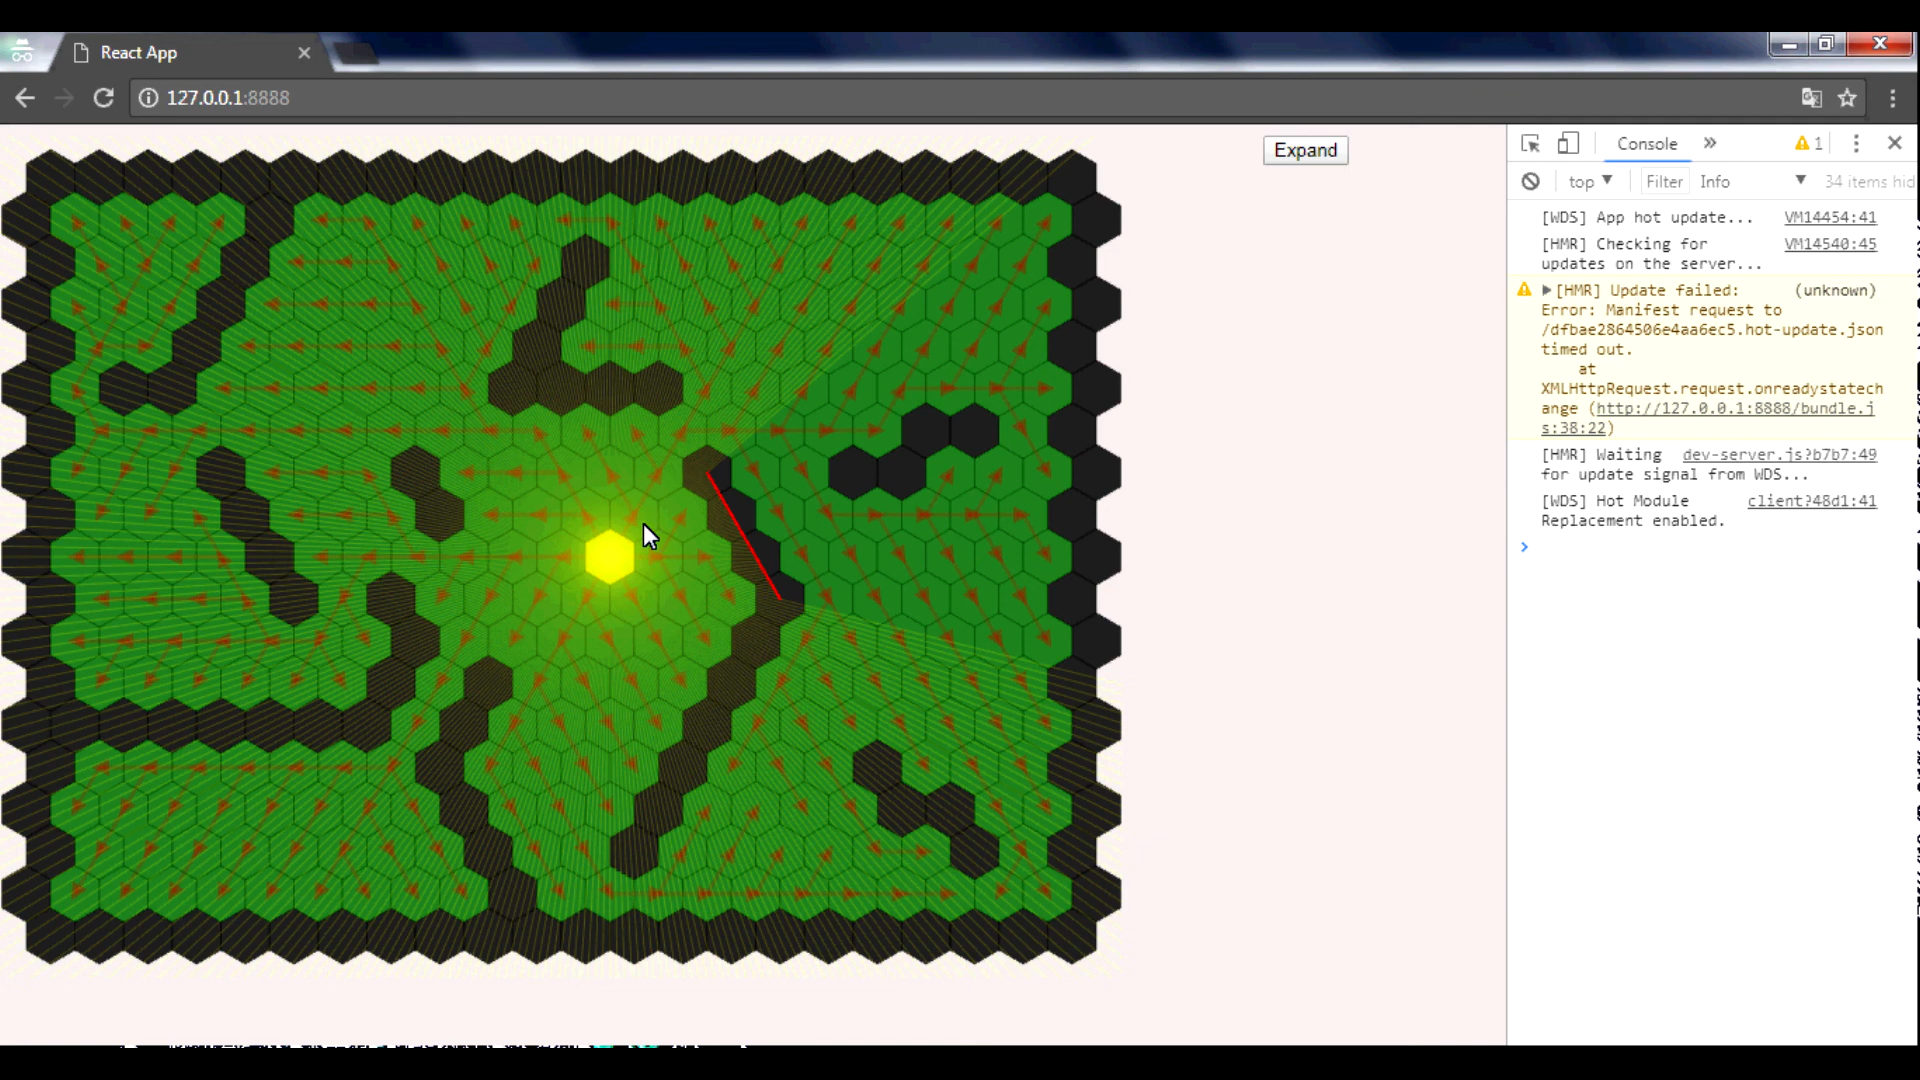 React App
127.0.0.1:8888
Expand
Console
1
top
Filter
Info
34 items hid
[WDS] App hot update...
VM14454:41
[HMR] Checking for
VM14540:45
updates on the server...
[HMR] Update failed:
(unknown)
Error: Manifest request to
/dfbae2864506e4aa6ec5.hot-update.json
timed out.
at
XMLHttpRequest.request.onreadystatech
ange (http://127.0.0.1:8888/bundle.j
s:38:22)
[HMR] Waiting
dev-server.js?b7b7:49
for update signal from WDS...
[WDS] Hot Module
client?48d1:41
Replacement enabled.